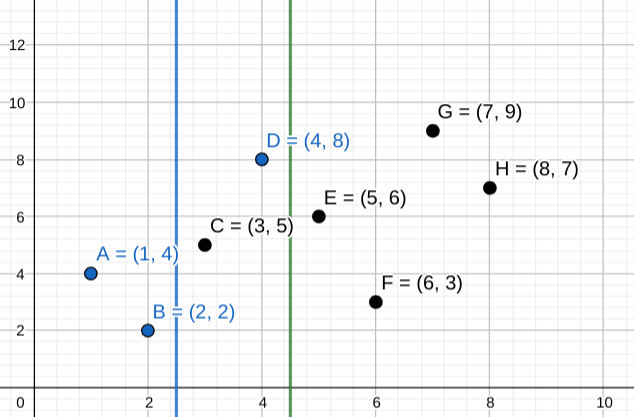 12
10
G = (7, 9)
D = (4, 8)
8
H = (8, 7)
E = (5, 6)
6
C = (3, 5)
A = (1, 4)
4
F = (6, 3)
B = (2, 2)
2
0 2 4 6 8 10